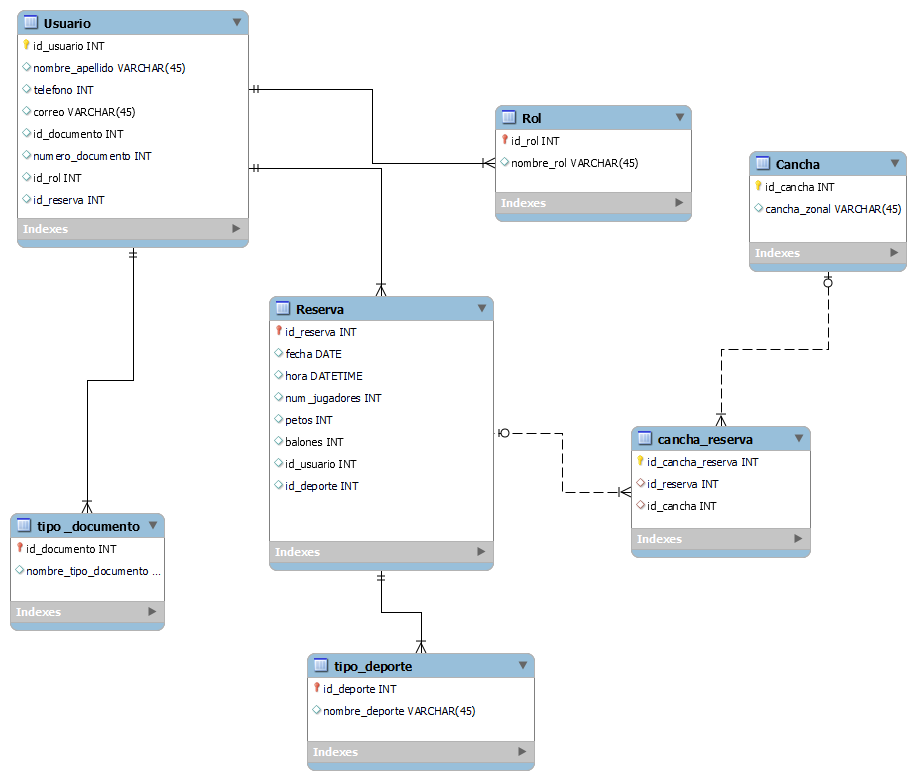 Usuario
id_usuario INT
nombre_apellido VARCHAR(45)
telefono INT
correo VARCHAR(45)
id_documento INT
numero_documento INT
id_rol INT
id_reserva INT
Indexes
Rol
id_rol INT
nombre_rol VARCHAR(45)
Indexes
Cancha
id_cancha INT
cancha_zonal VARCHAR(45)
Indexes
Reserva
id_reserva INT
fecha DATE
hora DATETIME
num_jugadores INT
petos INT
balones INT
id_usuario INT
id_deporte INT
Indexes
cancha_reserva
id_cancha_reserva INT
id_reserva INT
id_cancha INT
Indexes
tipo _documento
id_documento INT
nombre_tipo_documento ...
Indexes
tipo_deporte
id_deporte INT
nombre_deporte VARCHAR(45)
Indexes